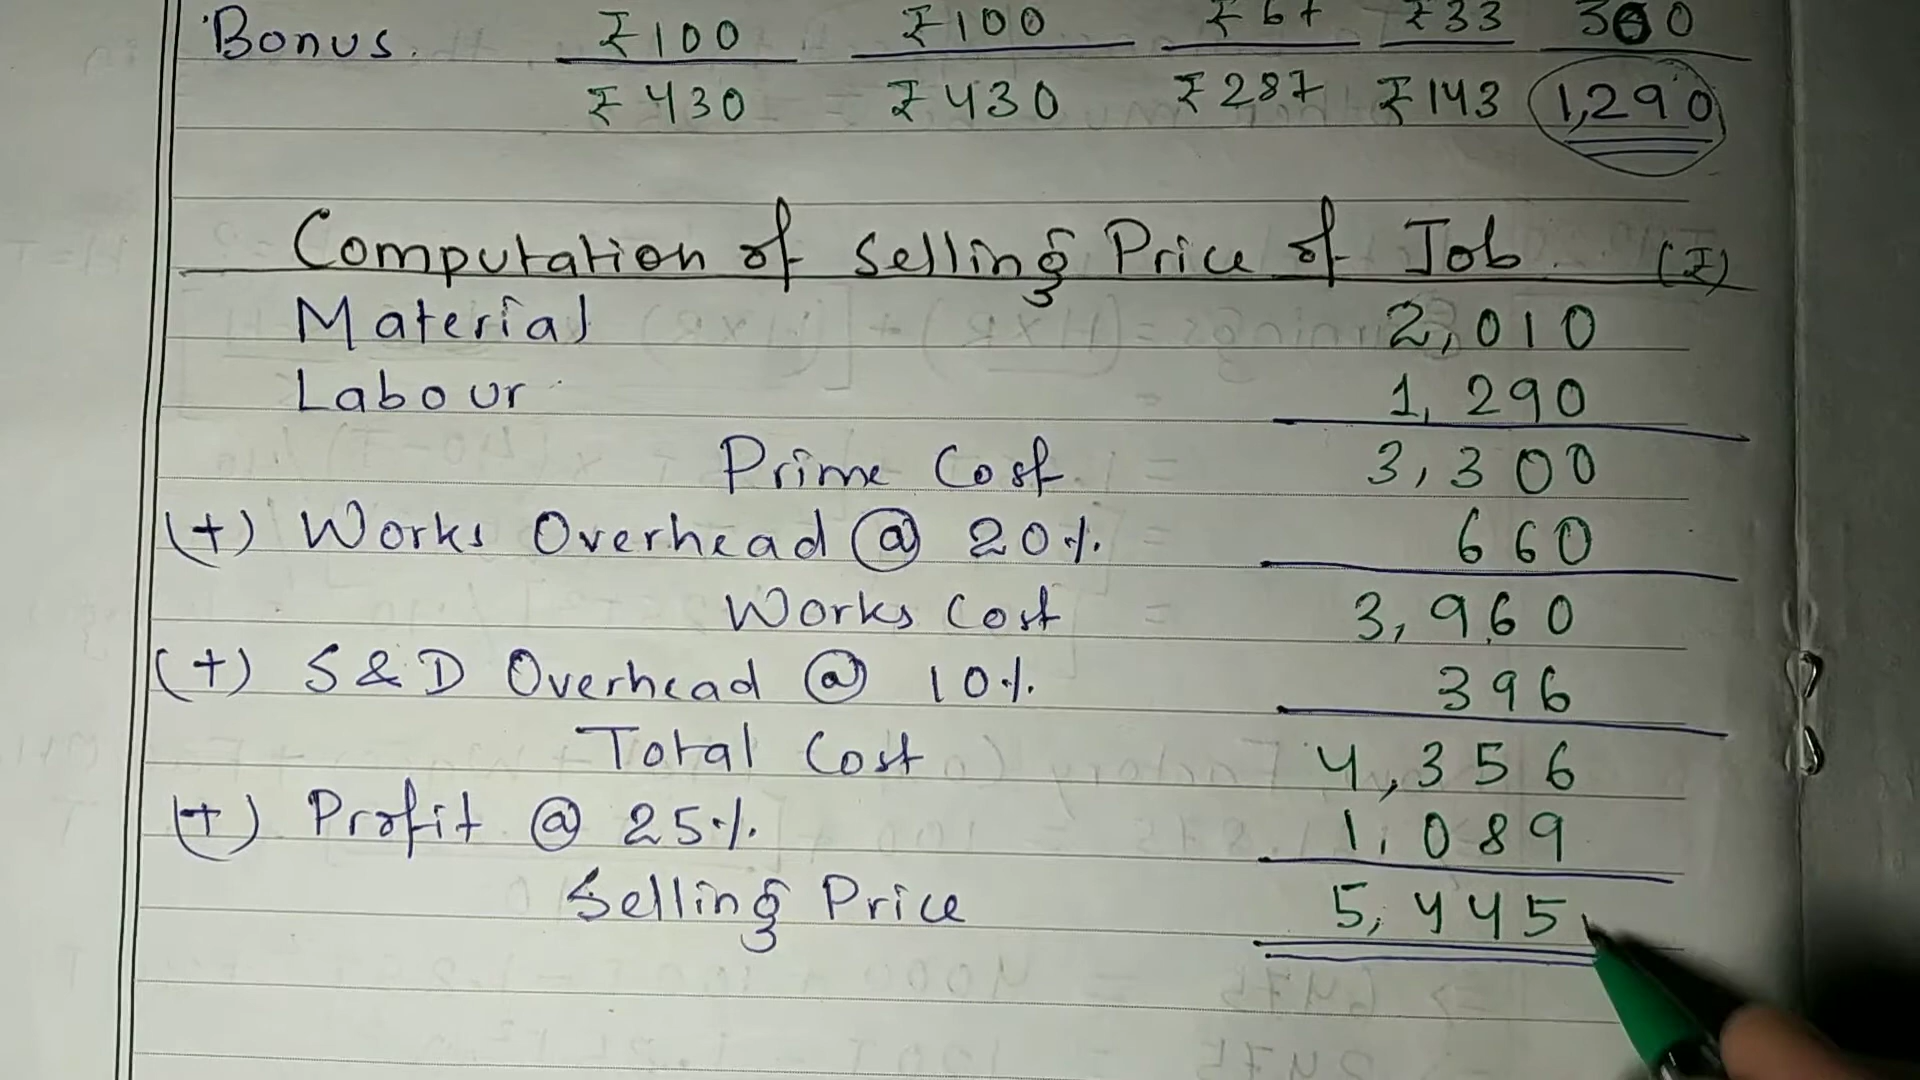 Bonus. ₹100 ₹100 ₹67 ₹33 300
₹430 ₹430 ₹287 ₹143 1,290
Computation of Selling Price of Job (₹)
Material 2,010
Labour 1,290
Prime Cost 3,300
(+) Works Overhead @ 20% 660
Works Cost 3,960
(+) S&D Overhead @ 10% 396
Total Cost 4,356
(+) Profit @ 25% 1,089
Selling Price 5,445